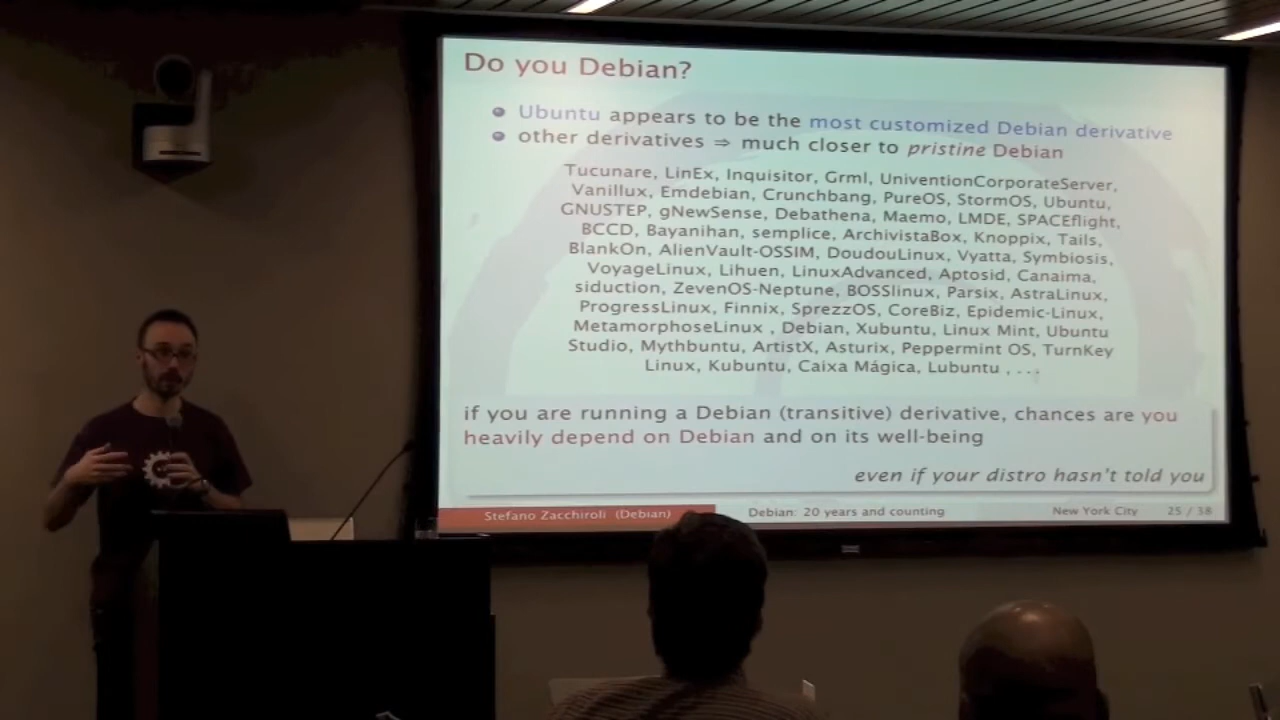 Do you Debian?
Ubuntu appears to be the most customized Debian derivative
other derivatives ⇒ much closer to pristine Debian
Tucunare, LinEx, Inquisitor, Grml, UniventionCorporateServer,
Vanillux, Emdebian, Crunchbang, PureOS, StormOS, Ubuntu,
GNUSTEP, gNewSense, Debathena, Maemo, LMDE, SPACEflight,
BCCD, Bayanihan, semplice, ArchivistaBox, Knoppix, Tails,
BlankOn, AlienVault-OSSIM, DoudouLinux, Vyatta, Symbiosis,
VoyageLinux, Lihuen, LinuxAdvanced, Aptosid, Canaima,
siduction, ZevenOS-Neptune, BOSSlinux, Parsix, AstraLinux,
ProgressLinux, Finnix, SprezzOS, CoreBiz, Epidemic-Linux,
MetamorphoseLinux , Debian, Xubuntu, Linux Mint, Ubuntu
Studio, Mythbuntu, ArtistX, Asturix, Peppermint OS, TurnKey
Linux, Kubuntu, Caixa Mágica, Lubuntu , ...
if you are running a Debian (transitive) derivative, chances are you
heavily depend on Debian and on its well-being
even if your distro hasn't told you
Stefano Zacchiroli (Debian) Debian: 20 years and counting New York City 25 / 38